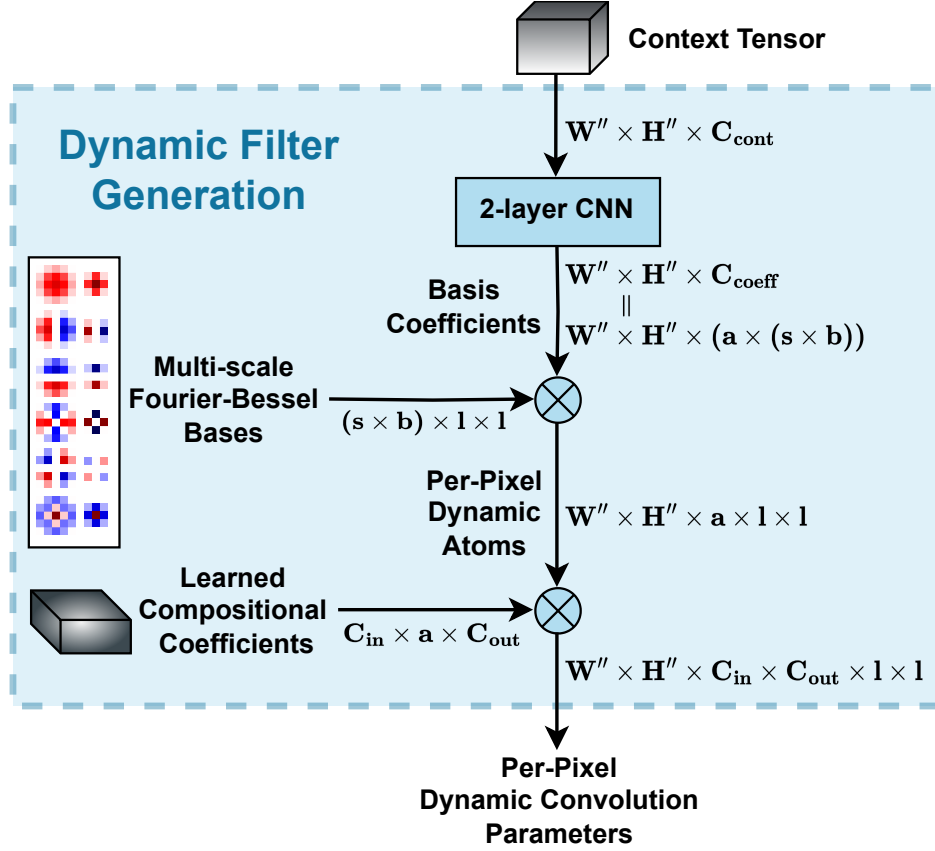 Context Tensor
W″ × H″ × C_cont
Dynamic Filter
Generation
2-layer CNN
W″ × H″ × C_coeff
=
W″ × H″ × (a × (s × b))
Basis
Coefficients
Multi-scale
Fourier-Bessel
Bases
(s × b) × l × l
Per-Pixel
Dynamic
Atoms
W″ × H″ × a × l × l
Learned
Compositional
Coefficients
C_in × a × C_out
W″ × H″ × C_in × C_out × l × l
Per-Pixel
Dynamic Convolution
Parameters